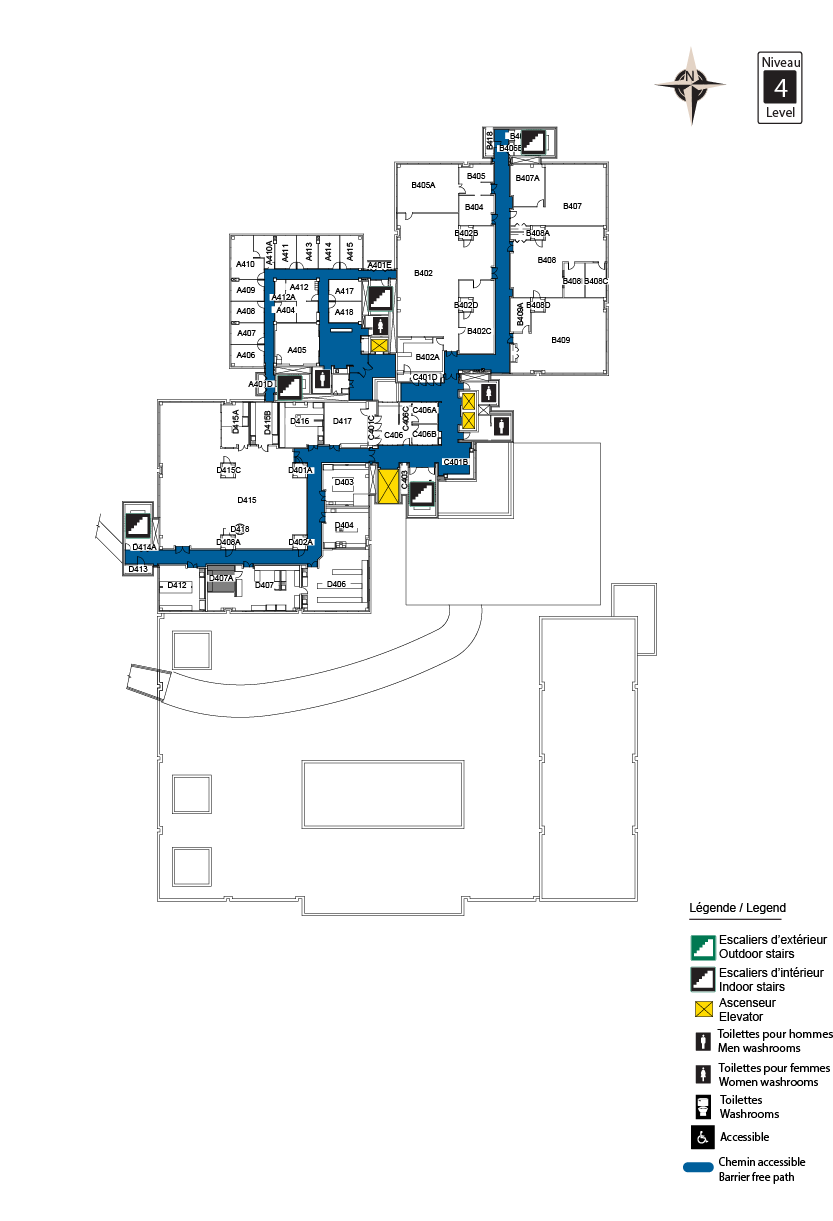 N
Niveau
4
Level
B418
B406B
B405
B405A
B407A
B407
B404
B402B
B408A
A410
A410A
A411
A413
A414
A415
A401E
B402
B408
B408
B408C
A409
A412
A412A
A417
A408
A404
A418
B402D
B408D
B409A
B402C
A407
A406
A405
B402A
B409
C401D
A401D
D415A
D415B
D416
D417
C401C
C406
C406C
C406A
C406B
D415C
D401A
C401B
C403
D403
D415
D404
D418
D408A
D402A
D414A
D413
D412
D407A
D407
D406
Légende / Legend
Escaliers d'extérieur
Outdoor stairs
Escaliers d'intérieur
Indoor stairs
Ascenseur
Elevator
Toilettes pour hommes
Men washrooms
Toilettes pour femmes
Women washrooms
Toilettes
Washrooms
Accessible
Chemin accessible
Barrier free path